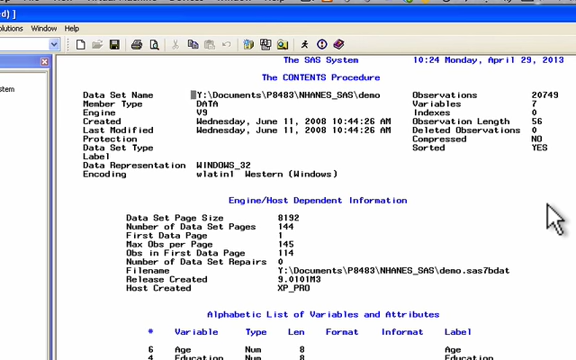 ed) ]
olutions Window Help
stem
The SAS System 10:24 Monday, April 29, 2013
The CONTENTS Procedure
Data Set Name Y:\Documents\P8483\NHANES_SAS\demo Observations 20749
Member Type DATA Variables 7
Engine V9 Indexes 0
Created Wednesday, June 11, 2008 10:44:26 AM Observation Length 56
Last Modified Wednesday, June 11, 2008 10:44:26 AM Deleted Observations 0
Protection Compressed NO
Data Set Type Sorted YES
Label
Data Representation WINDOWS_32
Encoding wlatin1 Western (Windows)
Engine/Host Dependent Information
Data Set Page Size 8192
Number of Data Set Pages 144
First Data Page 1
Max Obs per Page 145
Obs in First Data Page 114
Number of Data Set Repairs 0
Filename Y:\Documents\P8483\NHANES_SAS\demo.sas7bdat
Release Created 9.0101M3
Host Created XP_PRO
Alphabetic List of Variables and Attributes
# Variable Type Len Format Informat Label
6 Age Num 8 Age
4 Education Num 8 Education